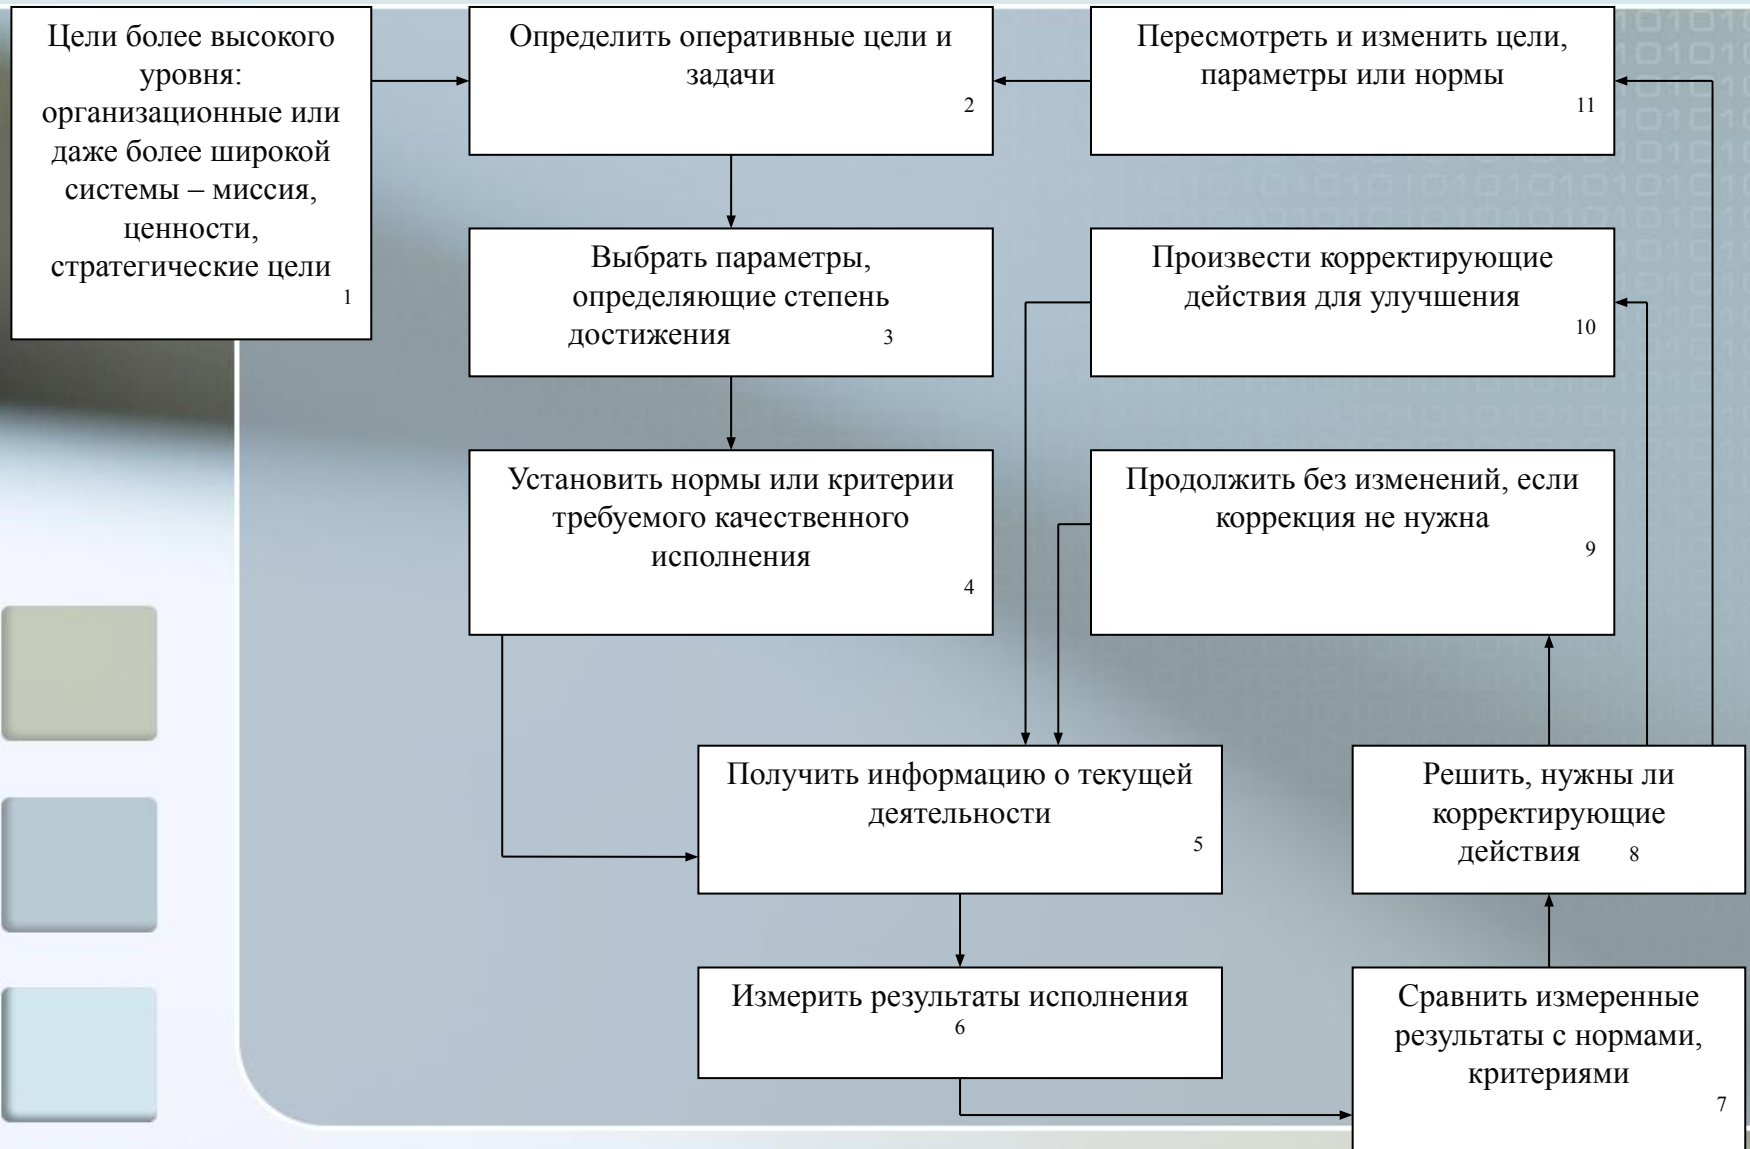 Цели более высокого
уровня:
организационные или
даже более широкой
системы – миссия,
ценности,
стратегические цели
1
Определить оперативные цели и
задачи
2
Пересмотреть и изменить цели,
параметры или нормы
11
Выбрать параметры,
определяющие степень
достижения 3
Произвести корректирующие
действия для улучшения
10
Установить нормы или критерии
требуемого качественного
исполнения
4
Продолжить без изменений, если
коррекция не нужна
9
Получить информацию о текущей
деятельности
5
Решить, нужны ли
корректирующие
действия 8
Измерить результаты исполнения
6
Сравнить измеренные
результаты с нормами,
критериями
7